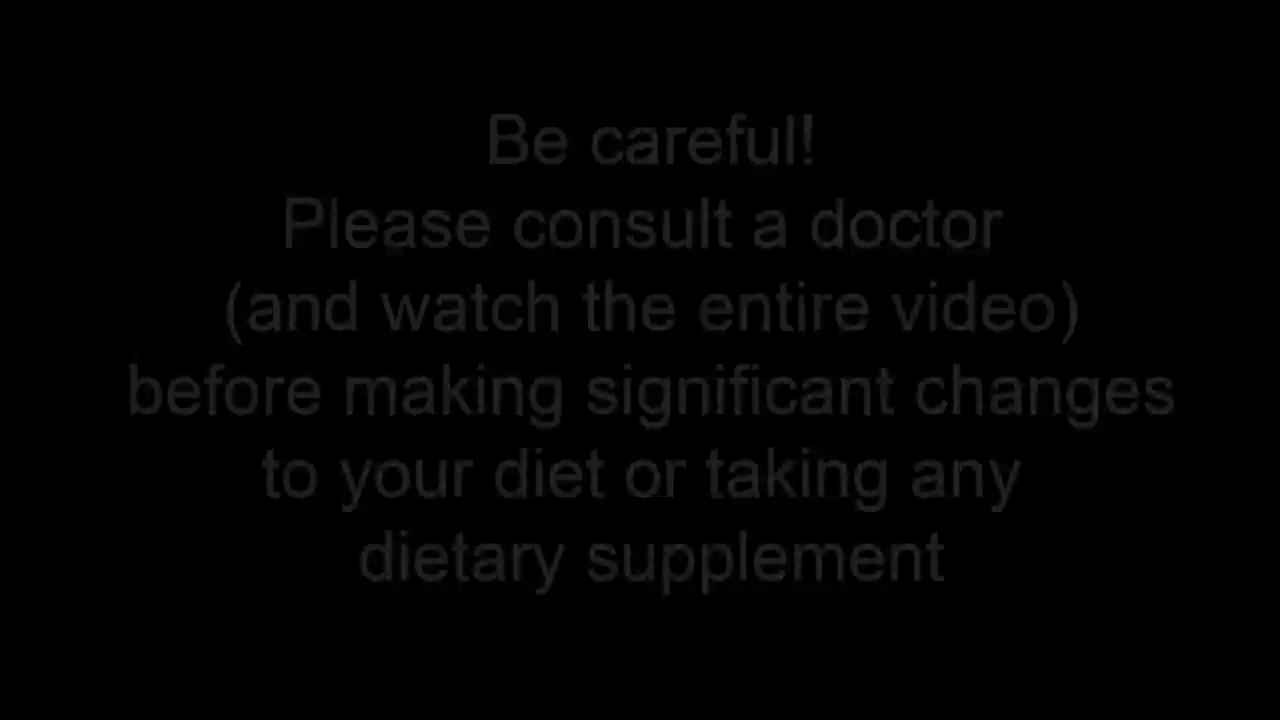 Be careful!
Please consult a doctor
(and watch the entire video)
before making significant changes
to your diet or taking any
dietary supplement